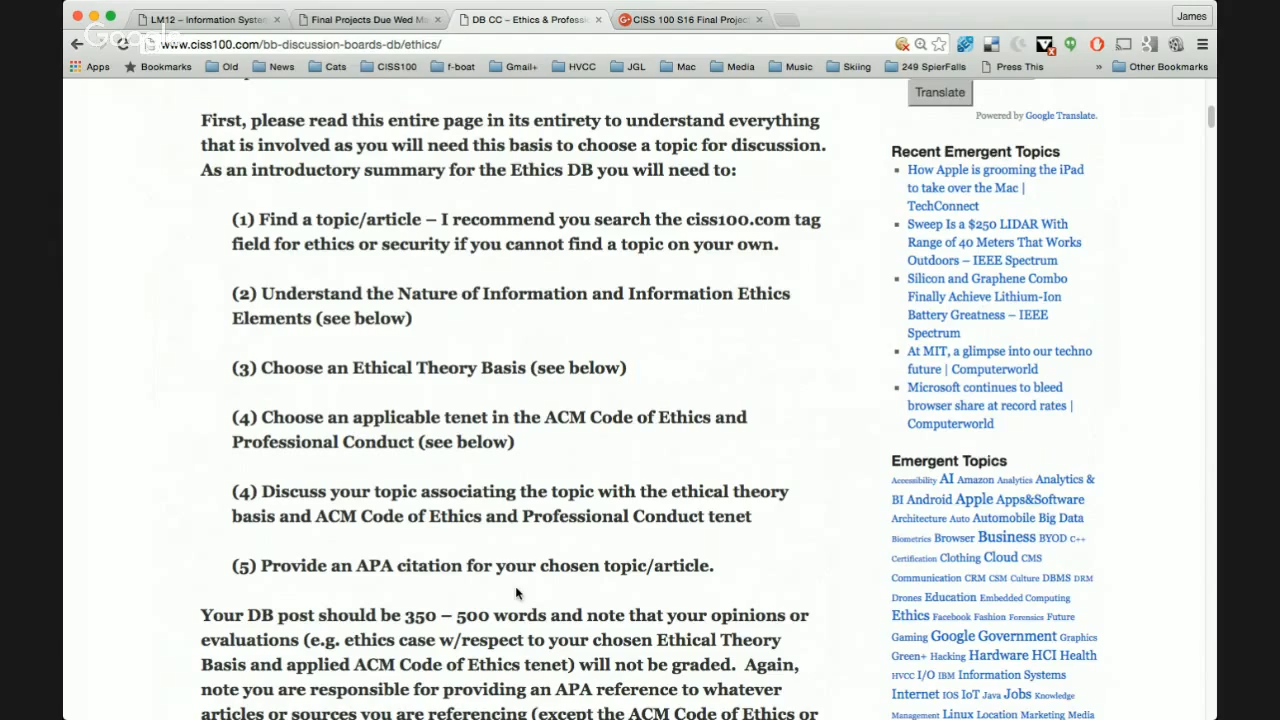 LM12 – Information System
Final Projects Due Wed M
DB CC – Ethics & Professi
CISS 100 S16 Final Projec
James
Google
www.ciss100.com/bb-discussion-boards-db/ethics/
Apps
Bookmarks
Old
News
Cats
CISS100
f-boat
Gmail+
HVCC
JGL
Mac
Media
Music
Skiing
249 SpierFalls
Press This
»
Other Bookmarks
First, please read this entire page in its entirety to understand everything
that is involved as you will need this basis to choose a topic for discussion.
As an introductory summary for the Ethics DB you will need to:
(1) Find a topic/article – I recommend you search the ciss100.com tag
field for ethics or security if you cannot find a topic on your own.
(2) Understand the Nature of Information and Information Ethics
Elements (see below)
(3) Choose an Ethical Theory Basis (see below)
(4) Choose an applicable tenet in the ACM Code of Ethics and
Professional Conduct (see below)
(4) Discuss your topic associating the topic with the ethical theory
basis and ACM Code of Ethics and Professional Conduct tenet
(5) Provide an APA citation for your chosen topic/article.
Your DB post should be 350 – 500 words and note that your opinions or
evaluations (e.g. ethics case w/respect to your chosen Ethical Theory
Basis and applied ACM Code of Ethics tenet) will not be graded. Again,
note you are responsible for providing an APA reference to whatever
articles or sources you are referencing (except the ACM Code of Ethics or
Translate
Powered by Google Translate.
Recent Emergent Topics
How Apple is grooming the iPad
to take over the Mac |
TechConnect
Sweep Is a $250 LIDAR With
Range of 40 Meters That Works
Outdoors – IEEE Spectrum
Silicon and Graphene Combo
Finally Achieve Lithium-Ion
Battery Greatness – IEEE
Spectrum
At MIT, a glimpse into our techno
future | Computerworld
Microsoft continues to bleed
browser share at record rates |
Computerworld
Emergent Topics
Accessibility AI Amazon Analytics Analytics &
BI Android Apple Apps&Software
Architecture Auto Automobile Big Data
Biometrics Browser Business BYOD C++
Certification Clothing Cloud CMS
Communication CRM CSM Culture DBMS DRM
Drones Education Embedded Computing
Ethics Facebook Fashion Forensics Future
Gaming Google Government Graphics
Green+ Hacking Hardware HCI Health
HVCC I/O IBM Information Systems
Internet IOS IoT Java Jobs Knowledge
Management Linux Location Marketing Media